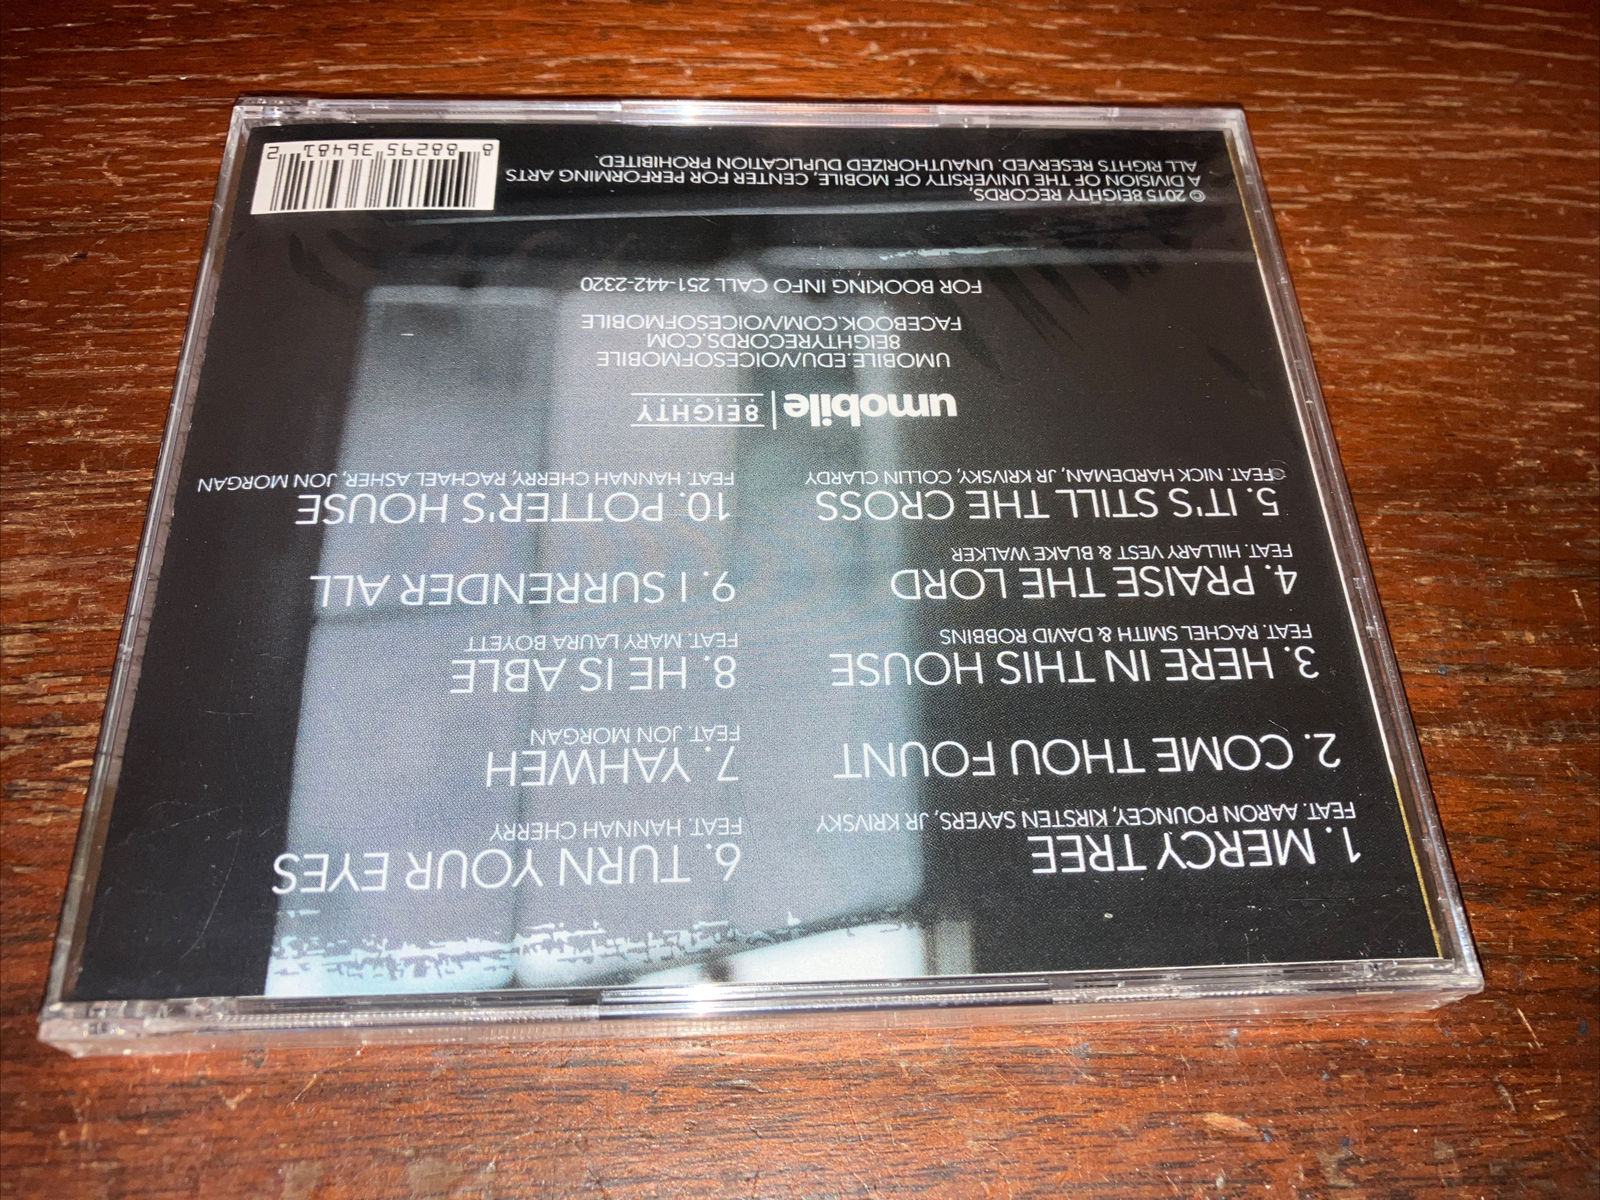 1. MERCY TREE
FEAT. AARON POUNCEY, KIRSTEN SAYERS, JR KRIVSKY
2. COME THOU FOUNT
3. HERE IN THIS HOUSE
FEAT. RACHEL SMITH & DAVID ROBBINS
4. PRAISE THE LORD
FEAT. HILLARY VEST & BLAKE WALKER
5. IT'S STILL THE CROSS
FEAT. NICK HARDEMAN, JR KRIVSKY, COLLIN CLARDY
6. TURN YOUR EYES
FEAT. HANNAH CHERRY
7. YAHWEH
FEAT. JON MORGAN
8. HE IS ABLE
FEAT. MARY LAURA BOYETT
9. I SURRENDER ALL
10. POTTER'S HOUSE
FEAT. HANNAH CHERRY, RACHAEL ASHER, JON MORGAN
umobile | 8EIGHTY
RECORDS
UMOBILE.EDU/VOICESOFMOBILE
8EIGHTYRECORDS.COM
FACEBOOK.COM/VOICESOFMOBILE
FOR BOOKING INFO CALL 251-442-2320
© 2015 8EIGHTY RECORDS,
A DIVISION OF THE UNIVERSITY OF MOBILE, CENTER FOR PERFORMING ARTS
ALL RIGHTS RESERVED. UNAUTHORIZED DUPLICATION PROHIBITED.
8 88295 36481 2